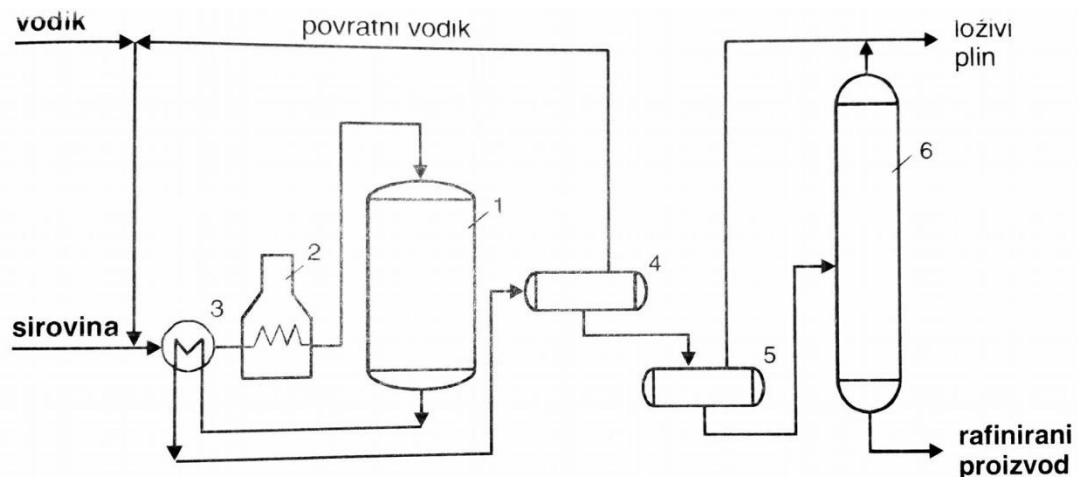 vodik
povratni vodik
loživi
plin
6
1
2
4
3
sirovina
5
rafinirani
proizvod